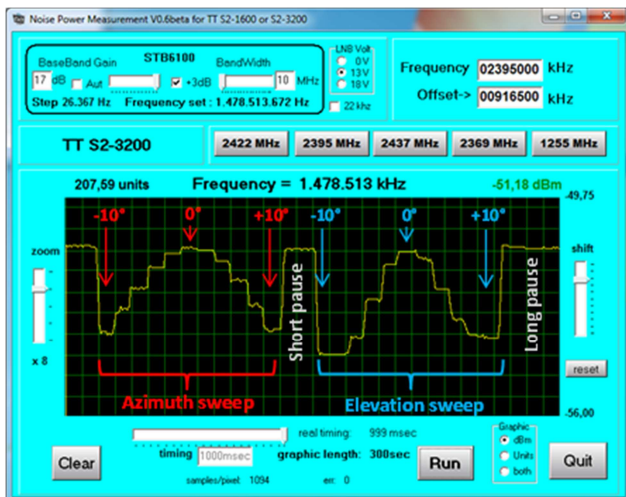 Noise Power Measurement V0.6beta for TT S2-1600 or S2-3200
BaseBand Gain STB6100 BandWidth
17 dB Aut +3dB 10 MHz
Step 26.367 Hz Frequency set : 1.478.513.672 Hz
LNB Volt
0V
13V
18V
22 khz
Frequency 02395000 kHz
Offset-> 00916500 kHz
TT S2-3200
2422 MHz 2395 MHz 2437 MHz 2369 MHz 1255 MHz
207,59 units Frequency = 1.478.513 kHz -51,18 dBm
-49,75
-10° 0° +10° -10° 0° +10°
zoom
x 8
shift
reset
Short pause
Long pause
Azimuth sweep Elevation sweep
-56,00
real timing: 999 msec
timing 1000msec graphic length: 300sec
samples/pixel: 1094 err: 0
Clear
Run
Graphic
dBm
Units
both
Quit